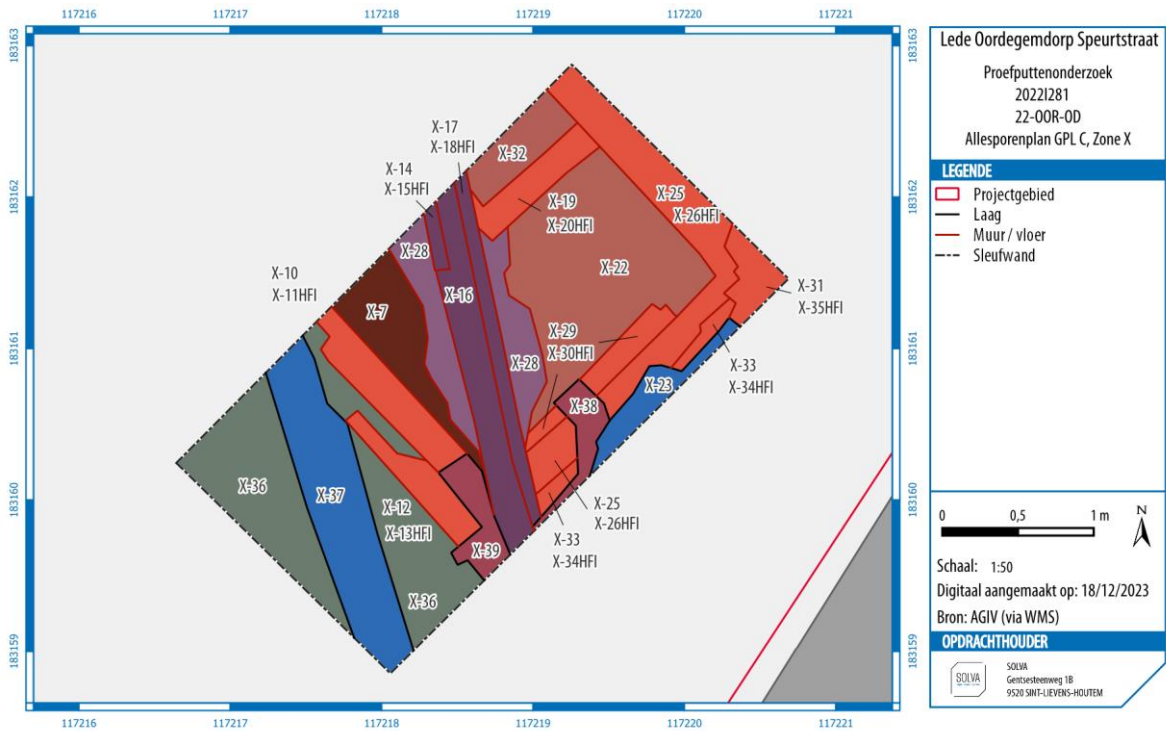 117216 117217 117218 117219 117220 117221
183163
183162
183161
183160
183159
183163
183162
183161
183160
183159
X-17
X-18HFI
X-14
X-15HFI
X-32
X-25
X-26HFI
X-19
X-20HFI
X-28
X-10
X-11HFI
X-16
X-22
X-31
X-35HFI
X-7
X-29
X-30HFI
X-28
X-33
X-34HFI
X-23
X-38
X-36
X-37
X-12
X-13HFI
X-25
X-26HFI
X-39
X-33
X-34HFI
X-36
117216 117217 117218 117219 117220 117221
Lede Oordegemdorp Speurtstraat
Proefputtenonderzoek
2022I281
22-OOR-OD
Allesporenplan GPL C, Zone X
LEGENDE
Projectgebied
Laag
Muur / vloer
Sleufwand
0 0,5 1 m
N
Schaal: 1:50
Digitaal aangemaakt op: 18/12/2023
Bron: AGIV (via WMS)
OPDRACHTHOUDER
SOLVA
SOLVA
Gentsesteenweg 1B
9520 SINT-LIEVENS-HOUTEM